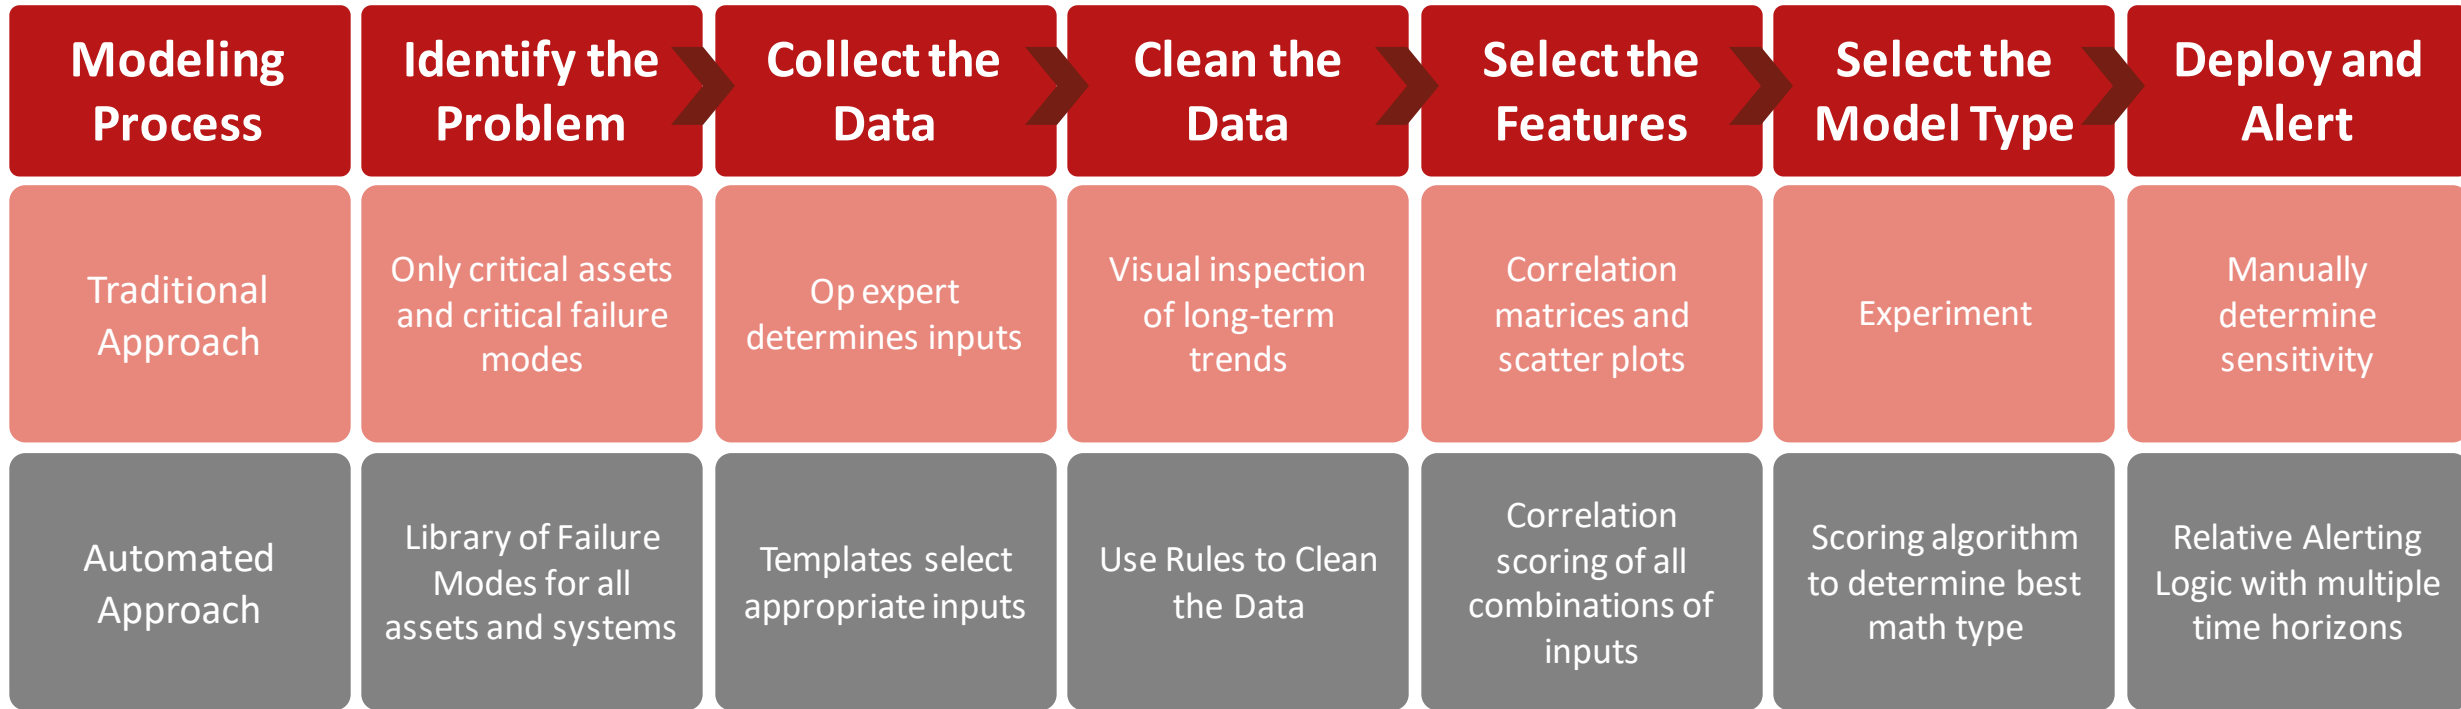 Modeling
Process
Identify the
Problem
Collect the
Data
Clean the
Data
Select the
Features
Select the
Model Type
Deploy and
Alert
Traditional
Approach
Only critical assets
and critical failure
modes
Op expert
determines inputs
Visual inspection
of long-term
trends
Correlation
matrices and
scatter plots
Experiment
Manually
determine
sensitivity
Automated
Approach
Library of Failure
Modes for all
assets and systems
Templates select
appropriate inputs
Use Rules to Clean
the Data
Correlation
scoring of all
combinations of
inputs
Scoring algorithm
to determine best
math type
Relative Alerting
Logic with multiple
time horizons